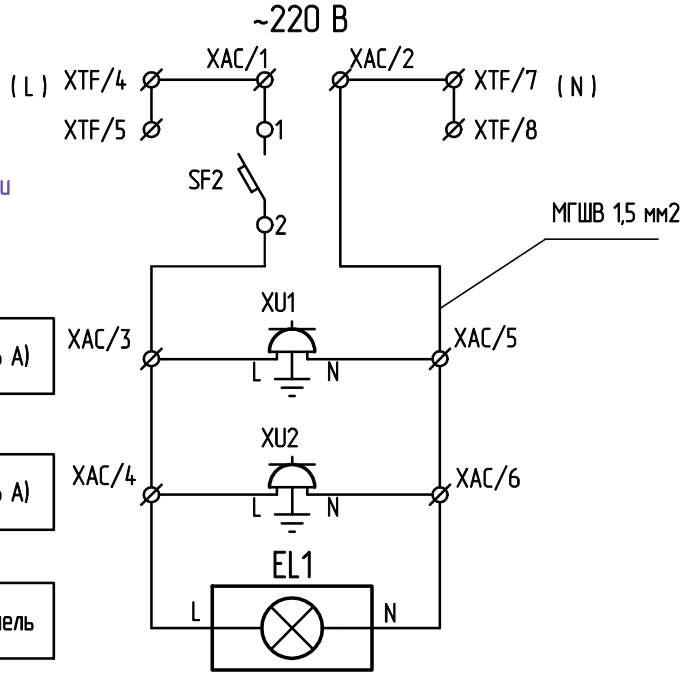 ~220 В
XAC/1
XAC/2
(L) XTF/4
XTF/7 (N)
XTF/5
1
XTF/8
SF2
2
МГШВ 1,5 мм2
XU1
А)
XAC/3
XAC/5
L
N
XU2
А)
XAC/4
XAC/6
L
N
EL1
L
N